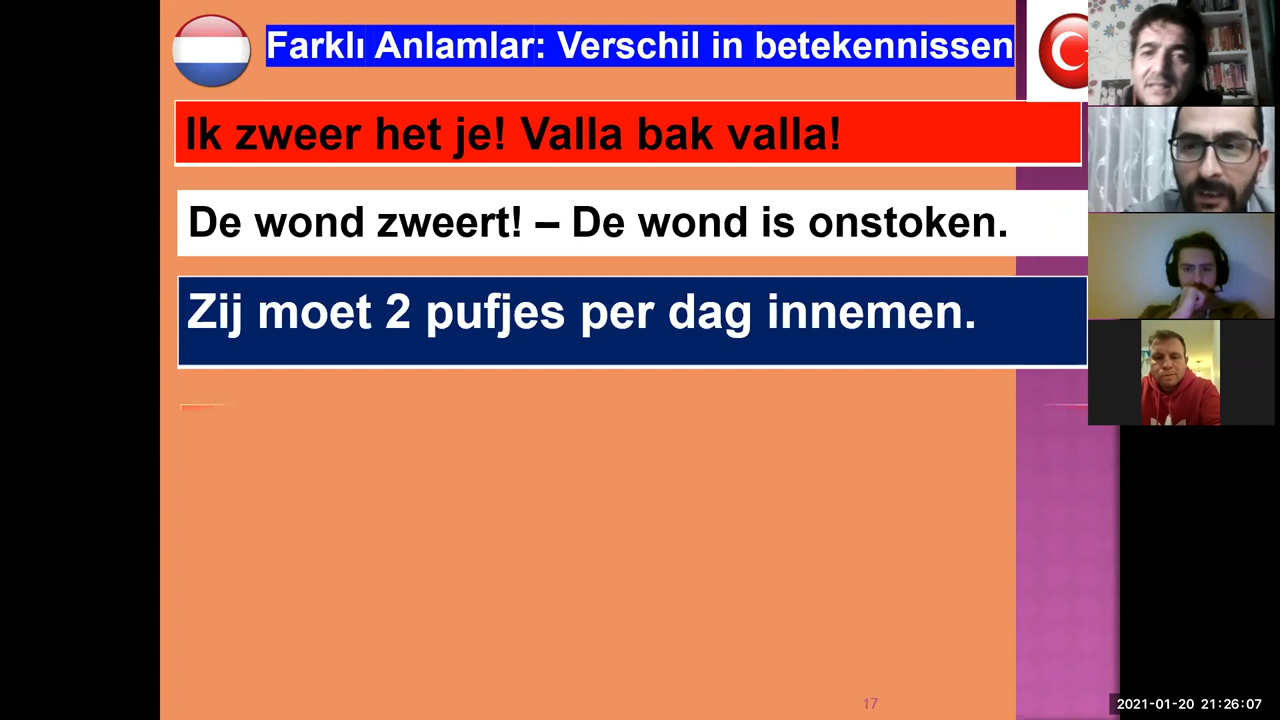 Farklı Anlamlar: Verschil in betekennissen
Ik zweer het je! Valla bak valla!
De wond zweert! – De wond is onstoken.
Zij moet 2 pufjes per dag innemen.
17
2021-01-20 21:26:07